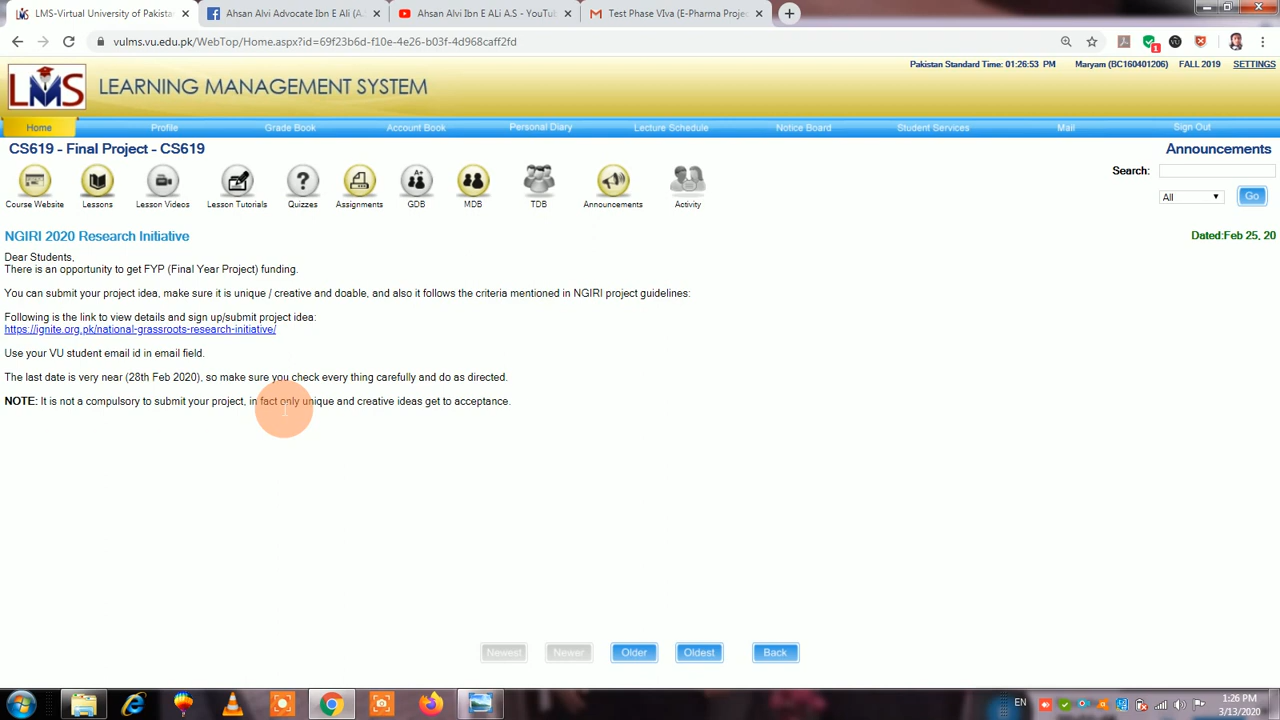 LMS-Virtual University of Pakista
Ahsan Alvi Advocate Ibn E Ali (A
Ahsan Alvi Ibn E ALi A.S - YouTu
Test Phase VIva (E-Pharma Proje
vulms.vu.edu.pk/WebTop/Home.aspx?id=69f23b6d-f10e-4e26-b03f-4d968caff2fd
LMS LEARNING MANAGEMENT SYSTEM
Pakistan Standard Time: 01:26:53 PM Maryam (BC160401206) FALL 2019 SETTINGS
Home Profile Grade Book Account Book Personal Diary Lecture Schedule Notice Board Student Services Mail Sign Out
CS619 - Final Project - CS619 Announcements
Search:
Course Website Lessons Lesson Videos Lesson Tutorials Quizzes Assignments GDB MDB TDB Announcements Activity
All Go
NGIRI 2020 Research Initiative Dated:Feb 25, 20
Dear Students,
There is an opportunity to get FYP (Final Year Project) funding.
You can submit your project idea, make sure it is unique / creative and doable, and also it follows the criteria mentioned in NGIRI project guidelines:
Following is the link to view details and sign up/submit project idea:
https://ignite.org.pk/national-grassroots-research-initiative/
Use your VU student email id in email field.
The last date is very near (28th Feb 2020), so make sure you check every thing carefully and do as directed.
NOTE: It is not a compulsory to submit your project, in fact only unique and creative ideas get to acceptance.
Newest Newer Older Oldest Back
EN
1:26 PM
3/13/2020